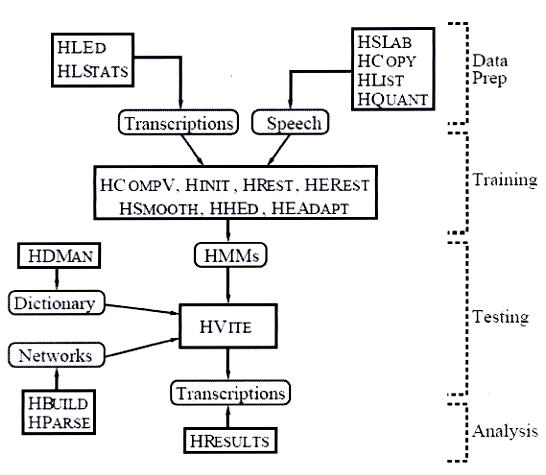 HLED
HLSTATS
HSLAB
HCOPY
HLIST
HQUANT
Data
Prep
Transcriptions
Speech
HCOMPV, HINIT, HREST, HEREST
HSMOOTH, HHED, HEADAPT
Training
HDMAN
HMMs
Dictionary
HVITE
Testing
Networks
Transcriptions
HBUILD
HPARSE
HRESULTS
Analysis